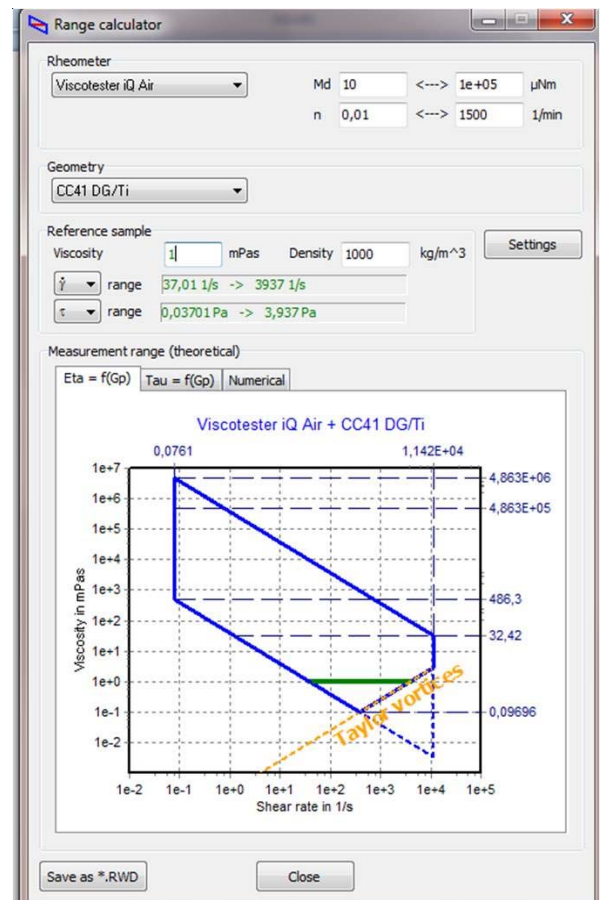 Range calculator
Rheometer
Viscotester iQ Air
Md 10 <---> 1e+05 µNm
n 0,01 <---> 1500 1/min
Geometry
CC41 DG/Ti
Reference sample
Viscosity 1 mPas Density 1000 kg/m^3 Settings
γ̇ range 37,01 1/s -> 3937 1/s
τ range 0,03701 Pa -> 3,937 Pa
Measurement range (theoretical)
Eta = f(Gp) Tau = f(Gp) Numerical
Viscotester iQ Air + CC41 DG/Ti
0,0761 1,142E+04
1e+7
4,863E+06
1e+6
4,863E+05
1e+5
1e+4
1e+3
486,3
1e+2
32,42
1e+1
1e+0
1e-1
0,09696
1e-2
Viscosity in mPas
Taylor vortices
1e-2 1e-1 1e+0 1e+1 1e+2 1e+3 1e+4 1e+5
Shear rate in 1/s
Save as *.RWD Close